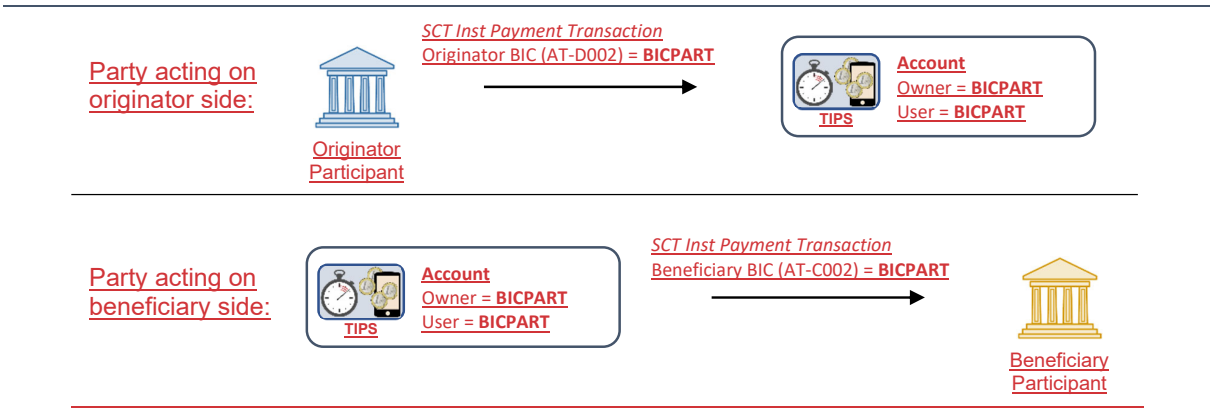 Party acting on
originator side:
Originator
Participant
SCT Inst Payment Transaction
Originator BIC (AT-D002) = BICPART
TIPS
Account
Owner = BICPART
User = BICPART
Party acting on
beneficiary side:
TIPS
Account
Owner = BICPART
User = BICPART
SCT Inst Payment Transaction
Beneficiary BIC (AT-C002) = BICPART
Beneficiary
Participant